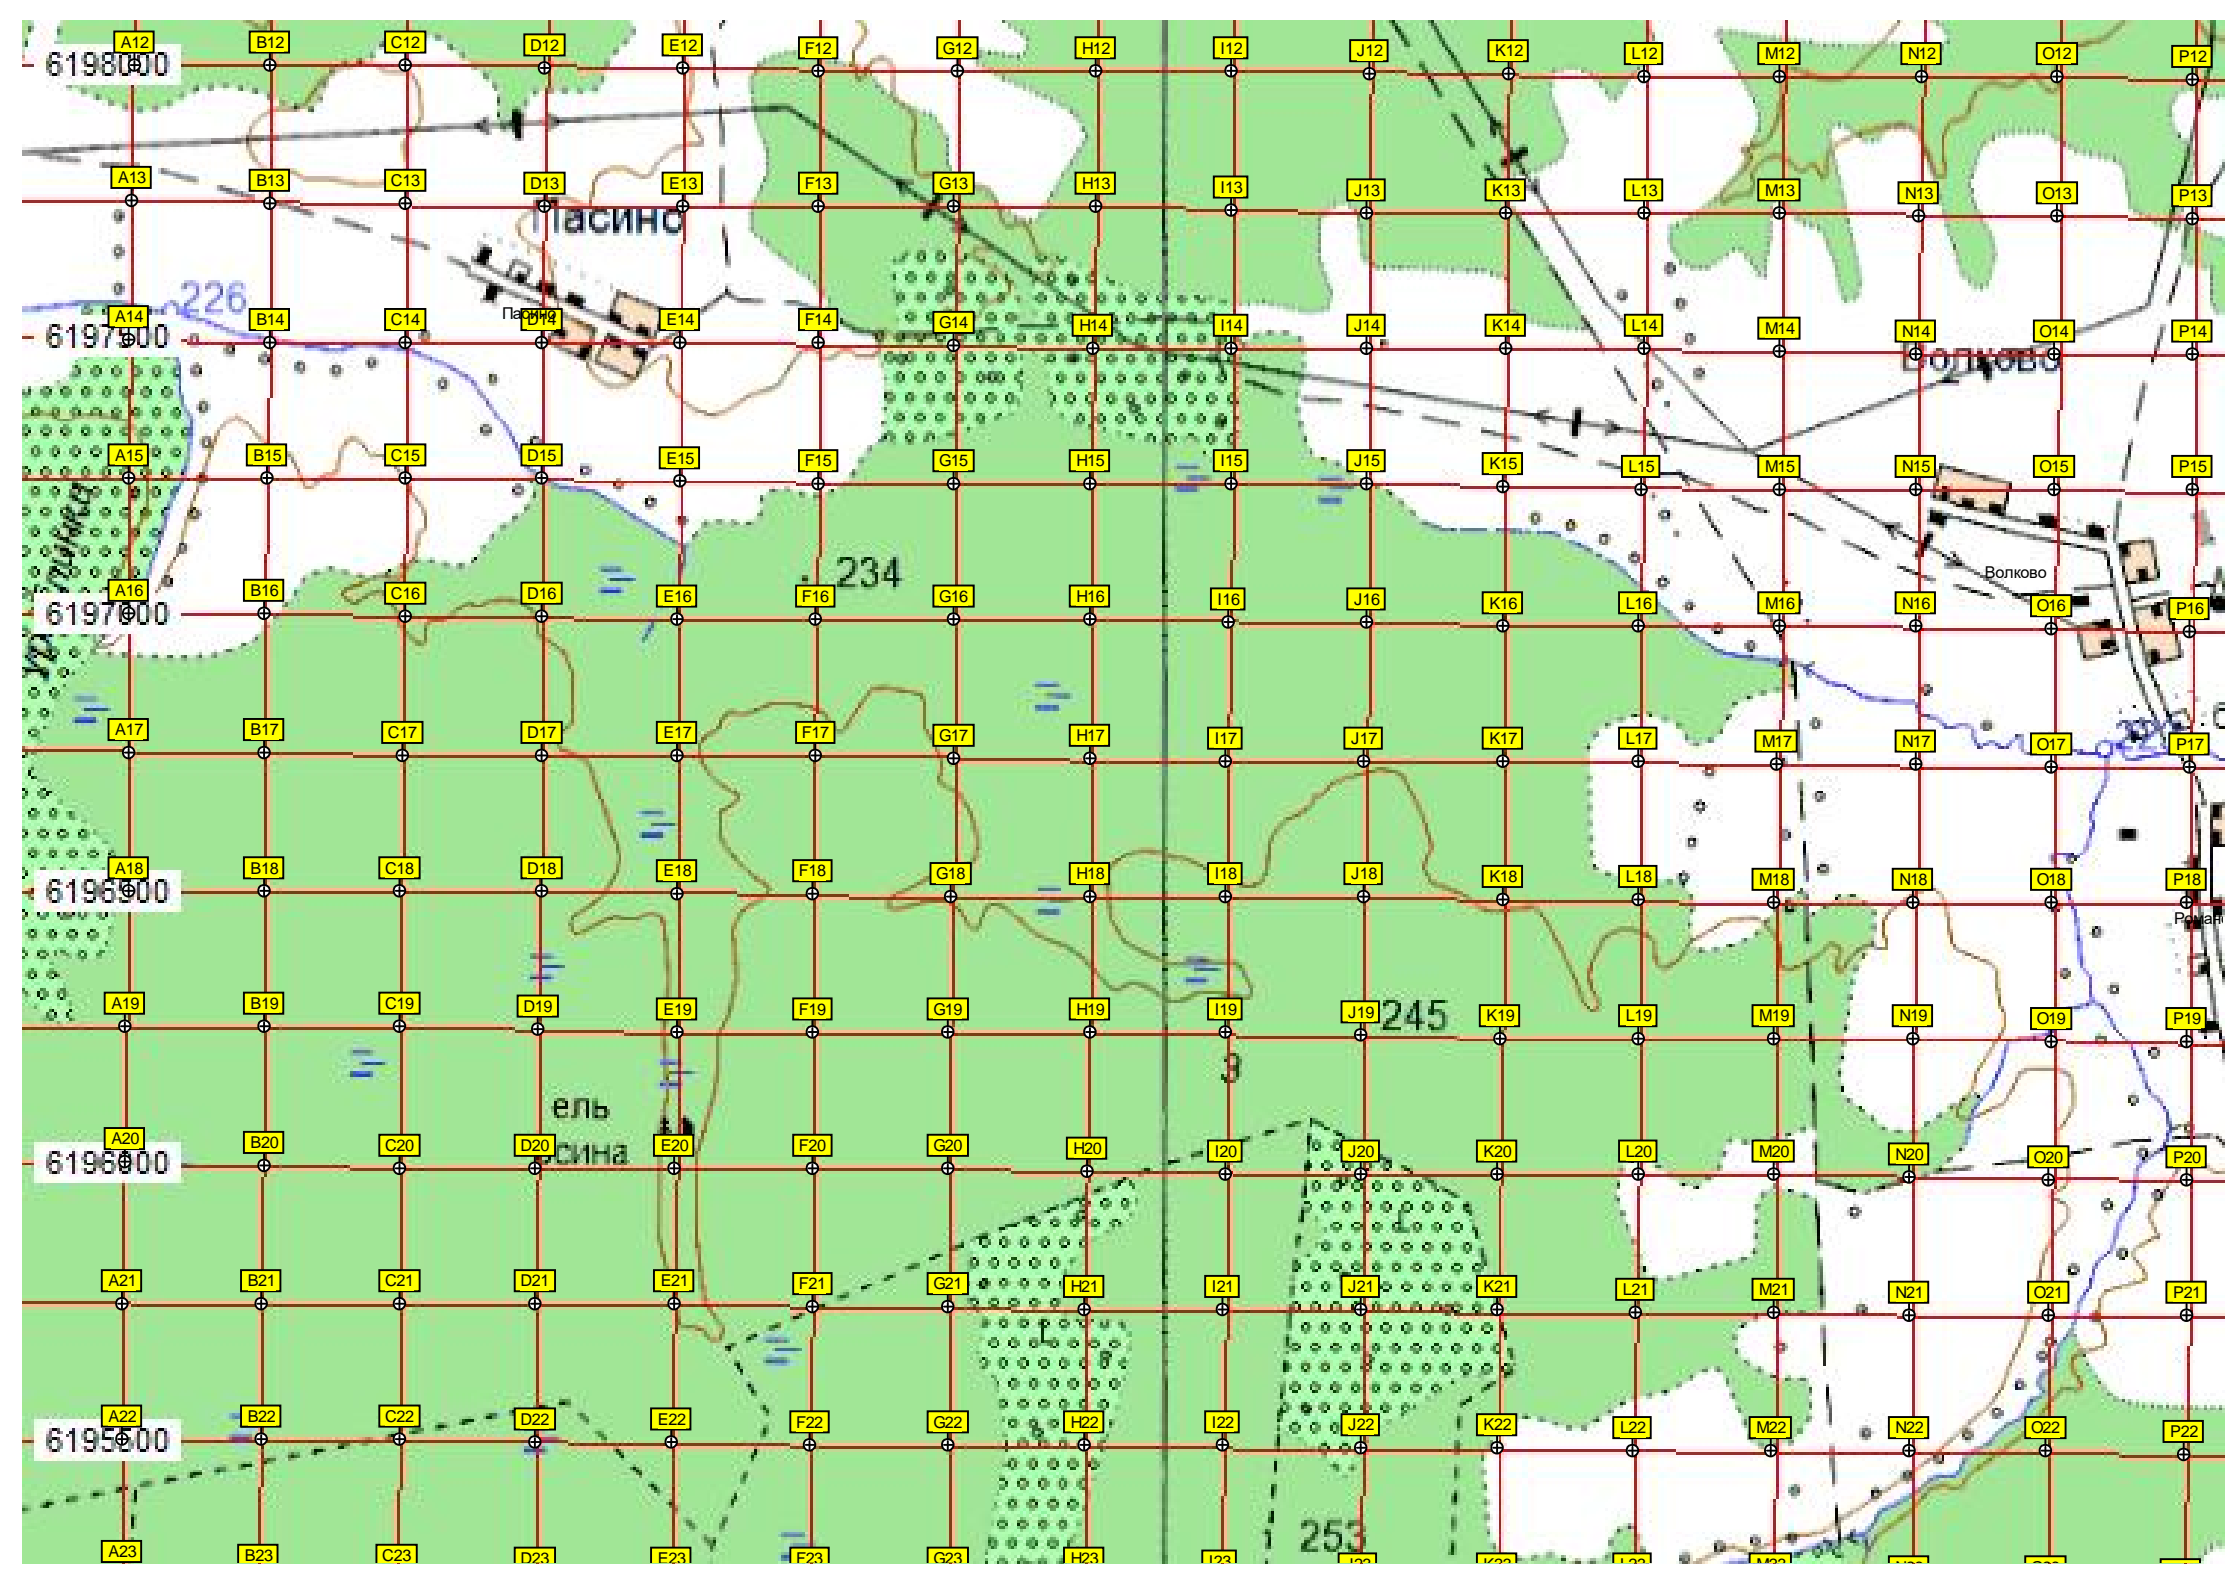 A12 B12 C12 D12 E12 F12 G12 H12 I12 J12 K12 L12 M12 N12 O12 P12
A13 B13 C13 D13 E13 F13 G13 H13 I13 J13 K13 L13 M13 N13 O13 P13
Пасино
226
Пасино
A14 B14 C14 D14 E14 F14 G14 H14 I14 J14 K14 L14 M14 N14 O14 P14
Волково
A15 B15 C15 D15 E15 F15 G15 H15 I15 J15 K15 L15 M15 N15 O15 P15
234
Волково
A16 B16 C16 D16 E16 F16 G16 H16 I16 J16 K16 L16 M16 N16 O16 P16
6197000
A17 B17 C17 D17 E17 F17 G17 H17 I17 J17 K17 L17 M17 N17 O17 P17
A18 B18 C18 D18 E18 F18 G18 H18 I18 J18 K18 L18 M18 N18 O18 P18
A19 B19 C19 D19 E19 F19 G19 H19 I19 J19 K19 L19 M19 N19 O19 P19
245
3
ель
A20 B20 C20 D20 E20 F20 G20 H20 I20 J20 K20 L20 M20 N20 O20 P20
A21 B21 C21 D21 E21 F21 G21 H21 I21 J21 K21 L21 M21 N21 O21 P21
A22 B22 C22 D22 E22 F22 G22 H22 I22 J22 K22 L22 M22 N22 O22 P22
253
A23 B23 C23 D23 E23 F23 G23 H23